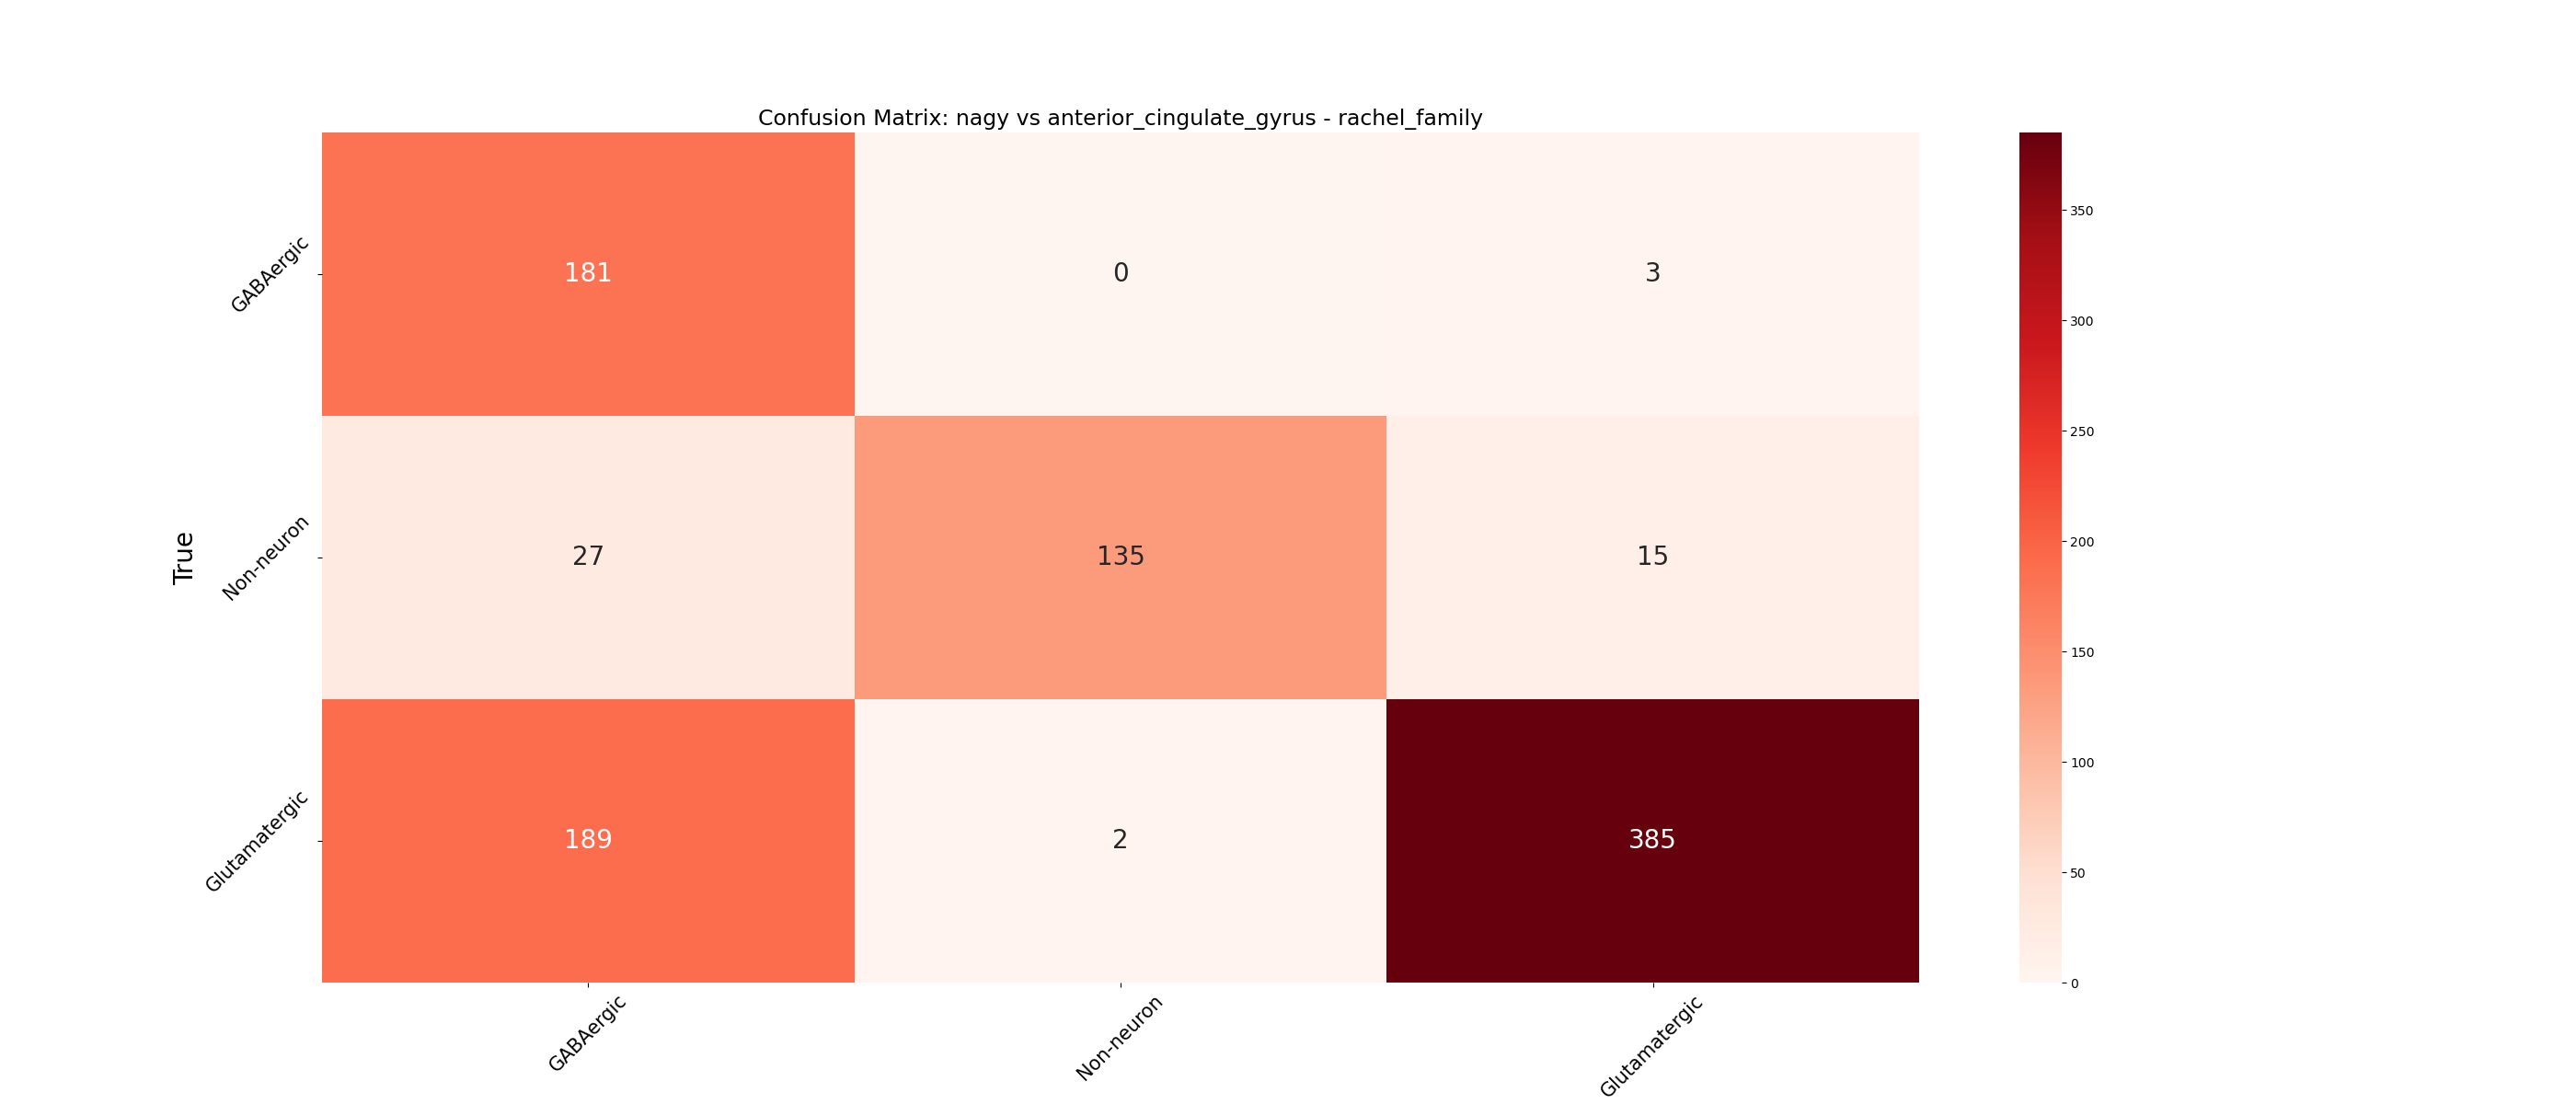 Confusion Matrix: nagy vs anterior_cingulate_gyrus - rachel_family
True
GABAergic
181
0
3
Non-neuron
27
135
15
Glutamatergic
189
2
385
GABAergic
Non-neuron
Glutamatergic
350
300
250
200
150
100
50
0